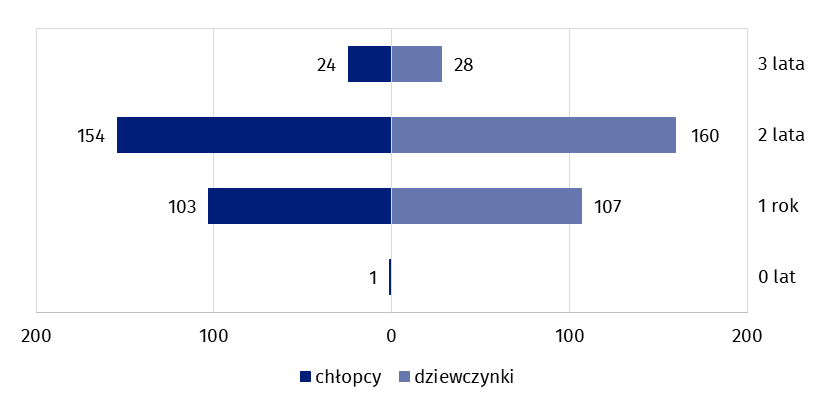 24 28 3 lata
154 160 2 lata
103 107 1 rok
1 0 lat
200 100 0 100 200
chłopcy dziewczynki